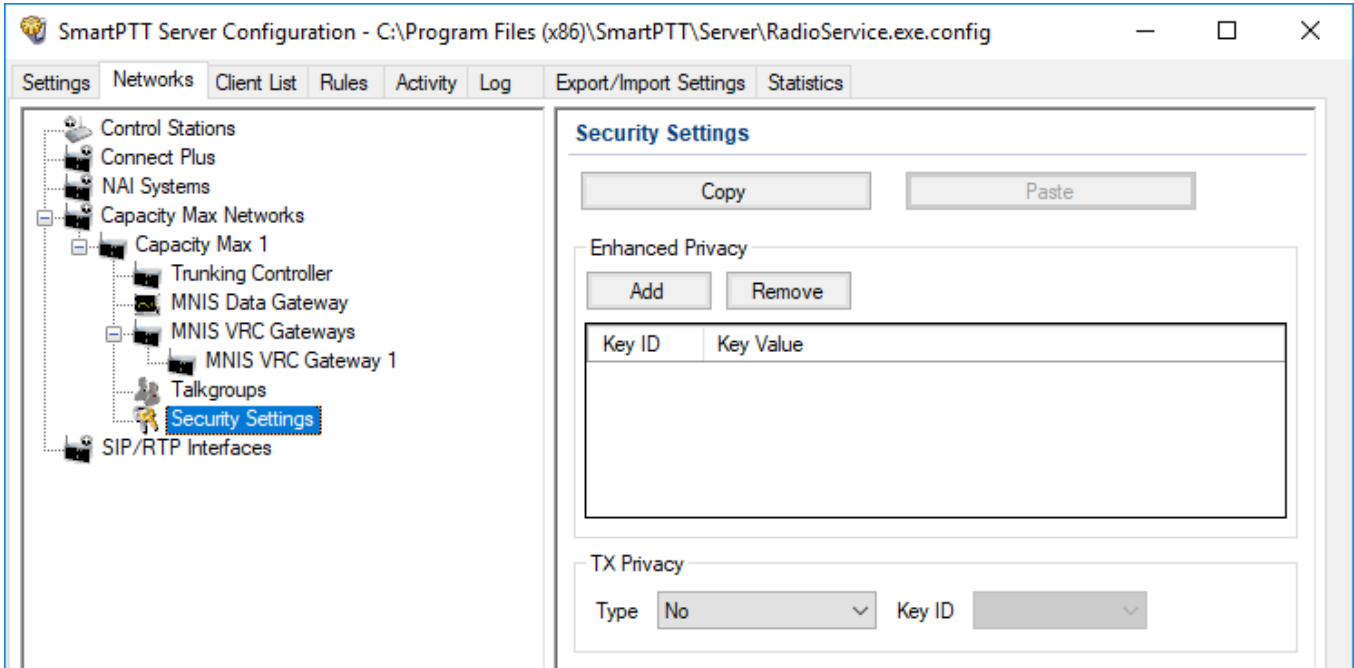 SmartPTT Server Configuration - C:\Program Files (x86)\SmartPTT\Server\RadioService.exe.config
Settings Networks Client List Rules Activity Log Export/Import Settings Statistics
Control Stations
Connect Plus
NAI Systems
Capacity Max Networks
Capacity Max 1
Trunking Controller
MNIS Data Gateway
MNIS VRC Gateways
MNIS VRC Gateway 1
Talkgroups
Security Settings
SIP/RTP Interfaces
Security Settings
Copy Paste
Enhanced Privacy
Add Remove
Key ID Key Value
TX Privacy
Type No Key ID